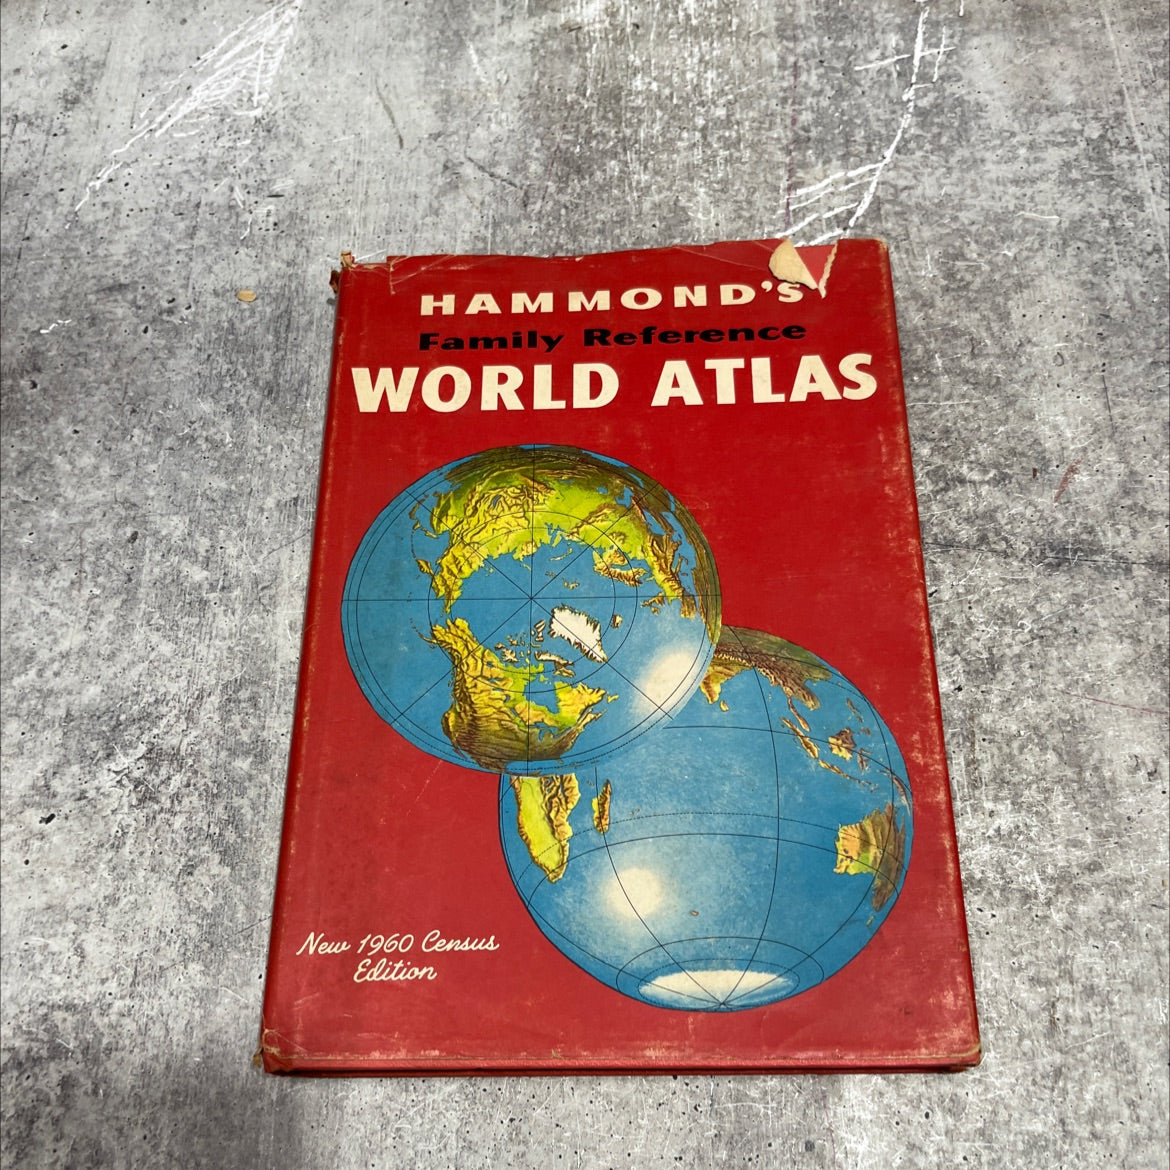 HAMMOND'S
Family Reference
WORLD ATLAS
New 1960 Census
Edition